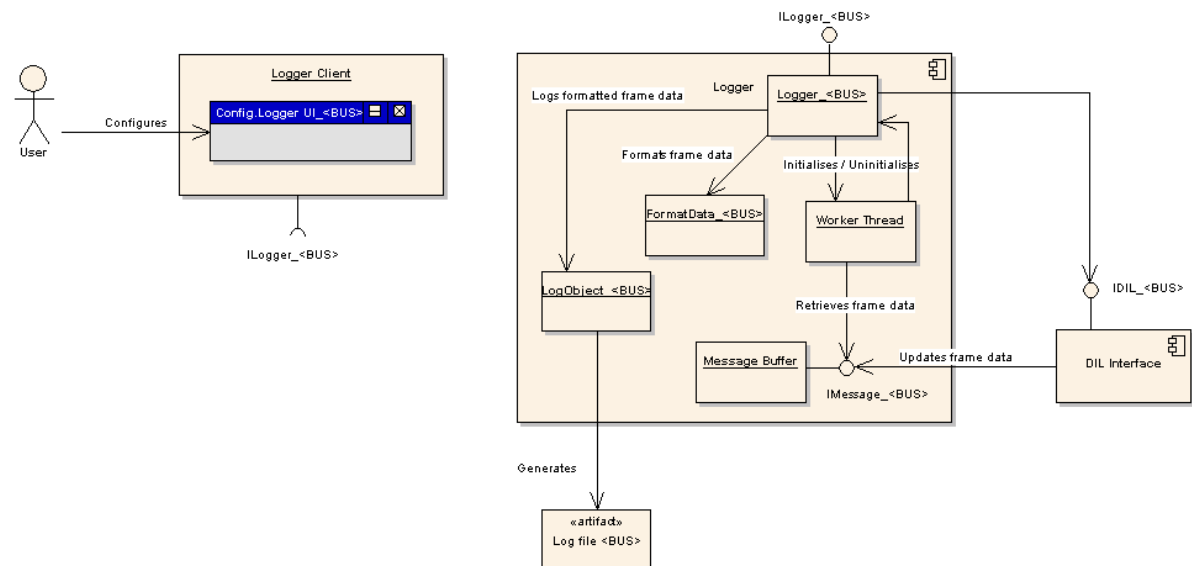 ILogger_<BUS>
Logger Client
Config.Logger UI_<BUS>
Configures
User
ILogger_<BUS>
Logger
Logger_<BUS>
Logs formatted frame data
Formats frame data
Initialises / Uninitialises
FormatData_<BUS>
Worker Thread
LogObject_<BUS>
Retrieves frame data
IDIL_<BUS>
DIL Interface
Message Buffer
Updates frame data
IMessage_<BUS>
Generates
«artifact»
Log file <BUS>